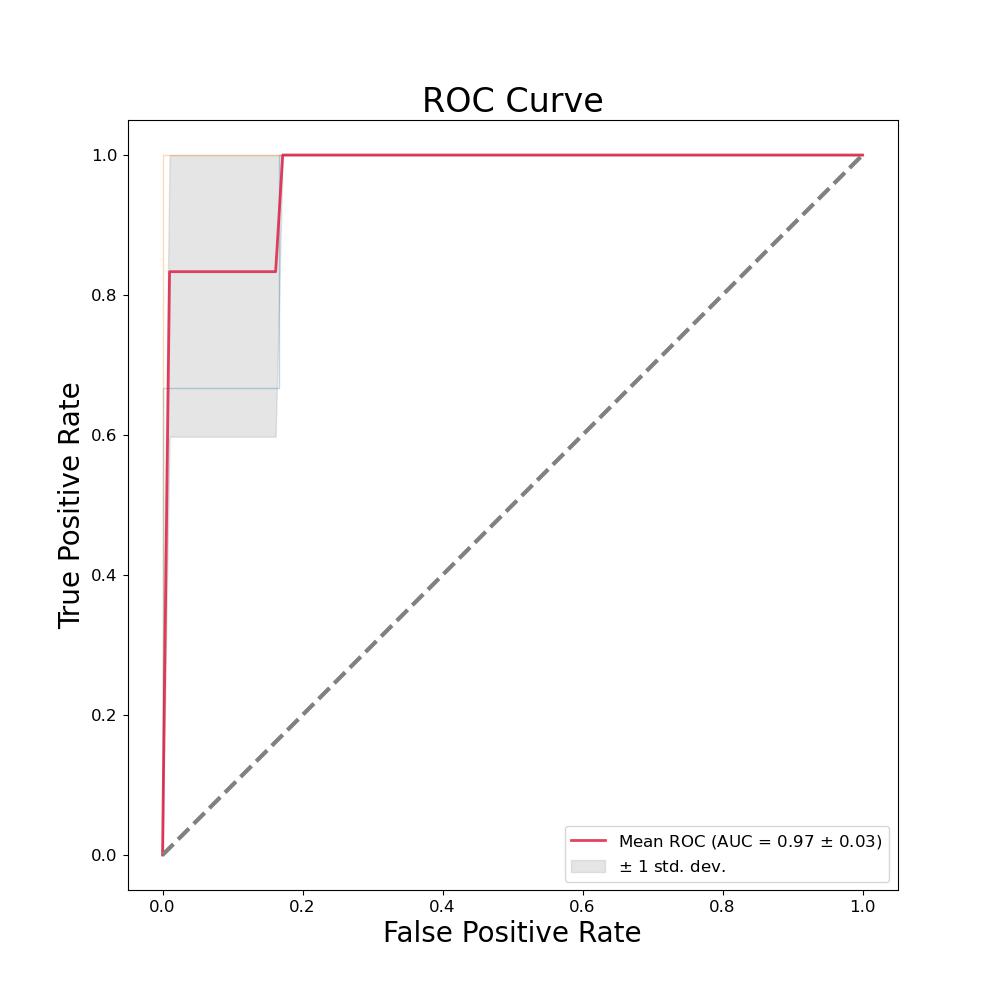 ROC Curve
True Positive Rate
1.0
0.8
0.6
0.4
0.2
0.0
Mean ROC (AUC = 0.97 ± 0.03)
± 1 std. dev.
0.0 0.2 0.4 0.6 0.8 1.0
False Positive Rate